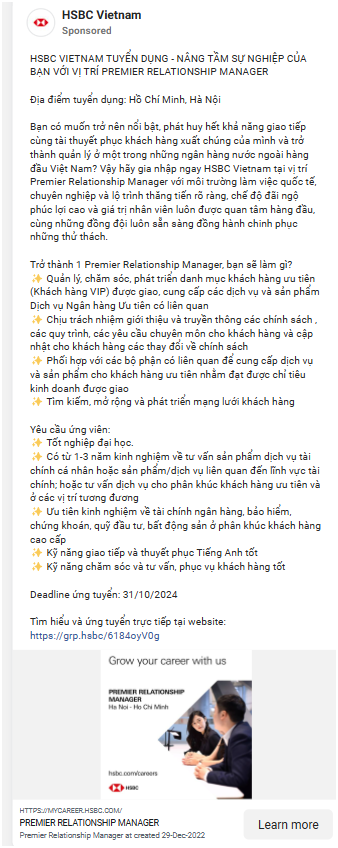 HSBC Vietnam
Sponsored
HSBC VIETNAM TUYỂN DỤNG - NÂNG TẦM SỰ NGHIỆP CỦA
BẠN VỚI VỊ TRÍ PREMIER RELATIONSHIP MANAGER
Địa điểm tuyển dụng: Hồ Chí Minh, Hà Nội
Bạn có muốn trở nên nổi bật, phát huy hết khả năng giao tiếp
cùng tài thuyết phục khách hàng xuất chúng của mình và trở
thành quản lý ở một trong những ngân hàng nước ngoài hàng
đầu Việt Nam? Vậy hãy gia nhập ngay HSBC Vietnam tại vị trí
Premier Relationship Manager với môi trường làm việc quốc tế,
chuyên nghiệp và lộ trình thăng tiến rõ ràng, chế độ đãi ngộ
phúc lợi cao và giá trị nhân viên luôn được quan tâm hàng đầu,
cùng những đồng đội luôn sẵn sàng đồng hành chinh phục
những thử thách.
Trở thành 1 Premier Relationship Manager, bạn sẽ làm gì?
✨ Quản lý, chăm sóc, phát triển danh mục khách hàng ưu tiên
(Khách hàng VIP) được giao, cung cấp các dịch vụ và sản phẩm
Dịch vụ Ngân hàng Ưu tiên có liên quan
✨ Chịu trách nhiệm giới thiệu và truyền thông các chính sách ,
các quy trình, các yêu cầu chuyên môn cho khách hàng và cập
nhật cho khách hàng các thay đổi về chính sách
✨ Phối hợp với các bộ phận có liên quan để cung cấp dịch vụ
và sản phẩm cho khách hàng ưu tiên nhằm đạt được chỉ tiêu
kinh doanh được giao
✨ Tìm kiếm, mở rộng và phát triển mạng lưới khách hàng
Yêu cầu ứng viên:
✨ Tốt nghiệp đại học.
✨ Có từ 1-3 năm kinh nghiệm về tư vấn sản phẩm dịch vụ tài
chính cá nhân hoặc sản phẩm/dịch vụ liên quan đến lĩnh vực tài
chính; hoặc tư vấn dịch vụ cho phân khúc khách hàng ưu tiên và
ở các vị trí tương đương
✨ Ưu tiên kinh nghiệm về tài chính ngân hàng, bảo hiểm,
chứng khoán, quỹ đầu tư, bất động sản ở phân khúc khách hàng
cao cấp
✨ Kỹ năng giao tiếp và thuyết phục Tiếng Anh tốt
✨ Kỹ năng chăm sóc và tư vấn, phục vụ khách hàng tốt
Deadline ứng tuyển: 31/10/2024
Tìm hiểu và ứng tuyển trực tiếp tại website:
https://grp.hsbc/6184oyV0g
Grow your career with us
PREMIER RELATIONSHIP
MANAGER
Ha Noi - Ho Chi Minh
hsbc.com/careers
HSBC
HTTPS://MYCAREER.HSBC.COM/
PREMIER RELATIONSHIP MANAGER
Premier Relationship Manager at created 29-Dec-2022
Learn more